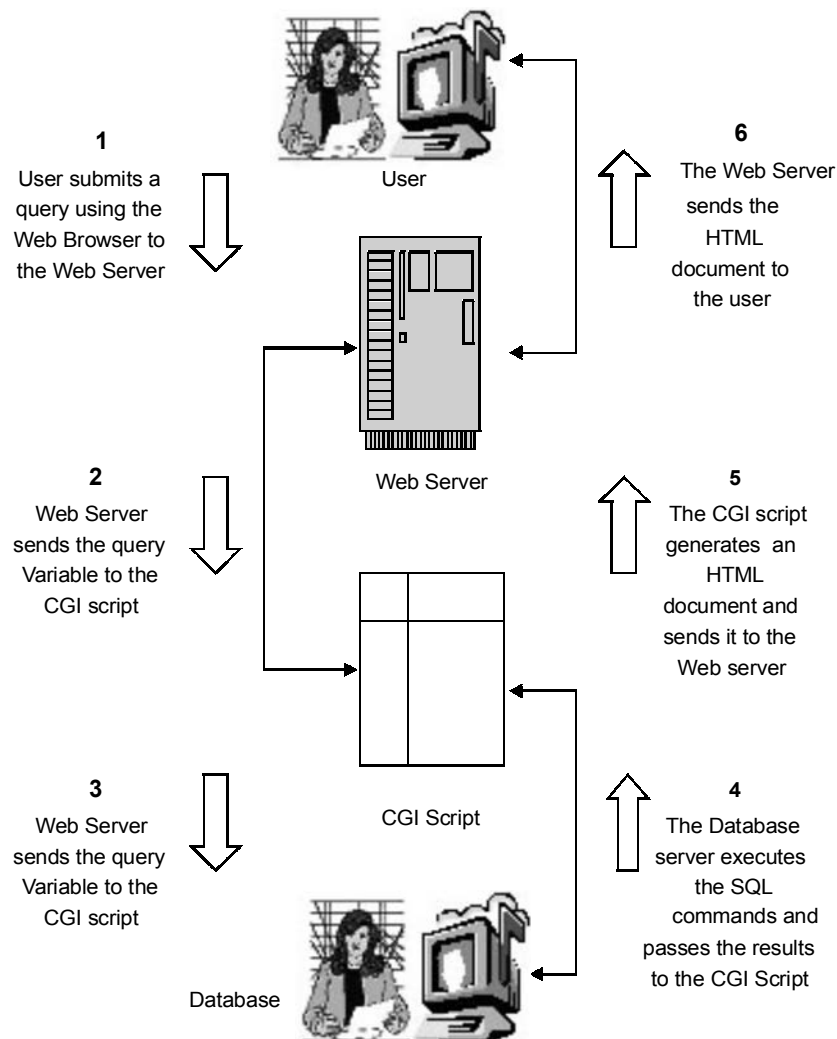 User
1
User submits a
query using the
Web Browser to
the Web Server
6
The Web Server
sends the
HTML
document to
the user
Web Server
2
Web Server
sends the query
Variable to the
CGI script
5
The CGI script
generates an
HTML
document and
sends it to the
Web server
CGI Script
3
Web Server
sends the query
Variable to the
CGI script
4
The Database
server executes
the SQL
commands and
passes the results
to the CGI Script
Database